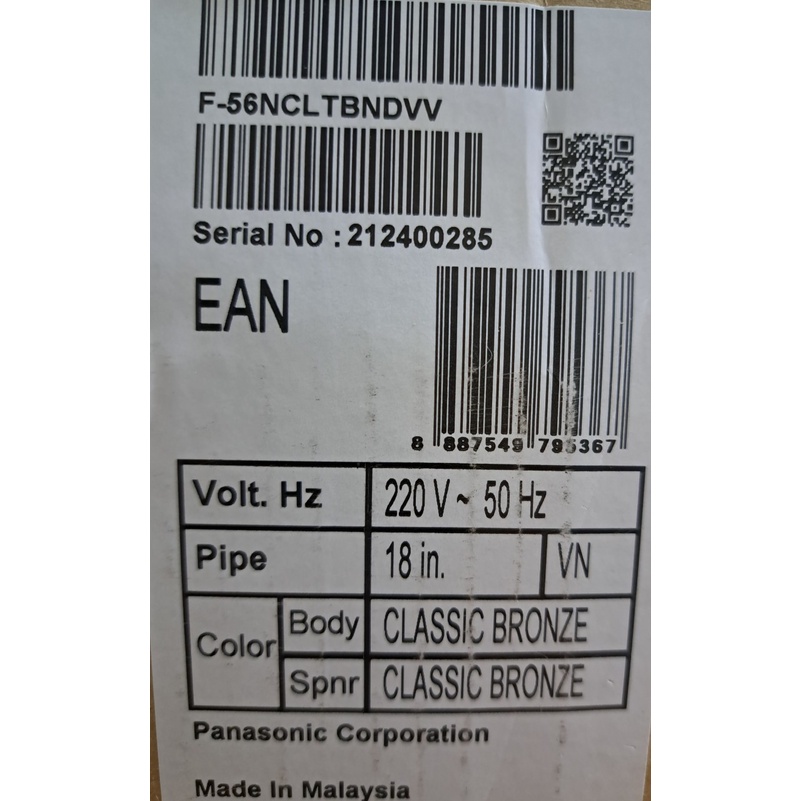 F-56NCLTBNDVV
Serial No : 212400285
EAN
8 887549 795367
Volt. Hz 220 V ~ 50 Hz
Pipe 18 in. VN
Color Body CLASSIC BRONZE
Spnr CLASSIC BRONZE
Panasonic Corporation
Made In Malaysia